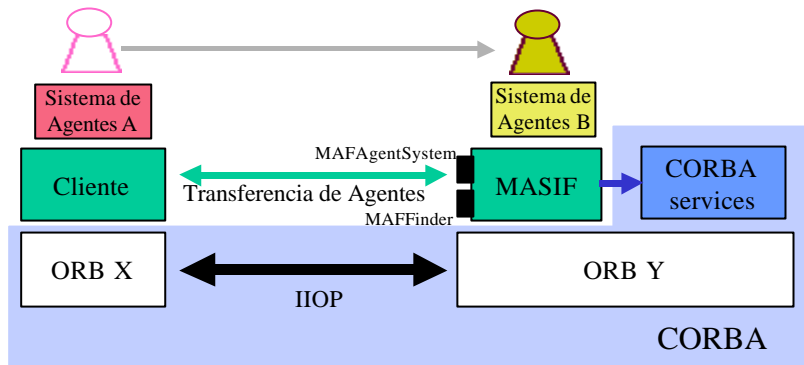 Sistema de
Agentes A
Sistema de
Agentes B
MAFAgentSystem
Cliente
Transferencia de Agentes
MASIF
CORBA
services
MAFFinder
ORB X
IIOP
ORB Y
CORBA